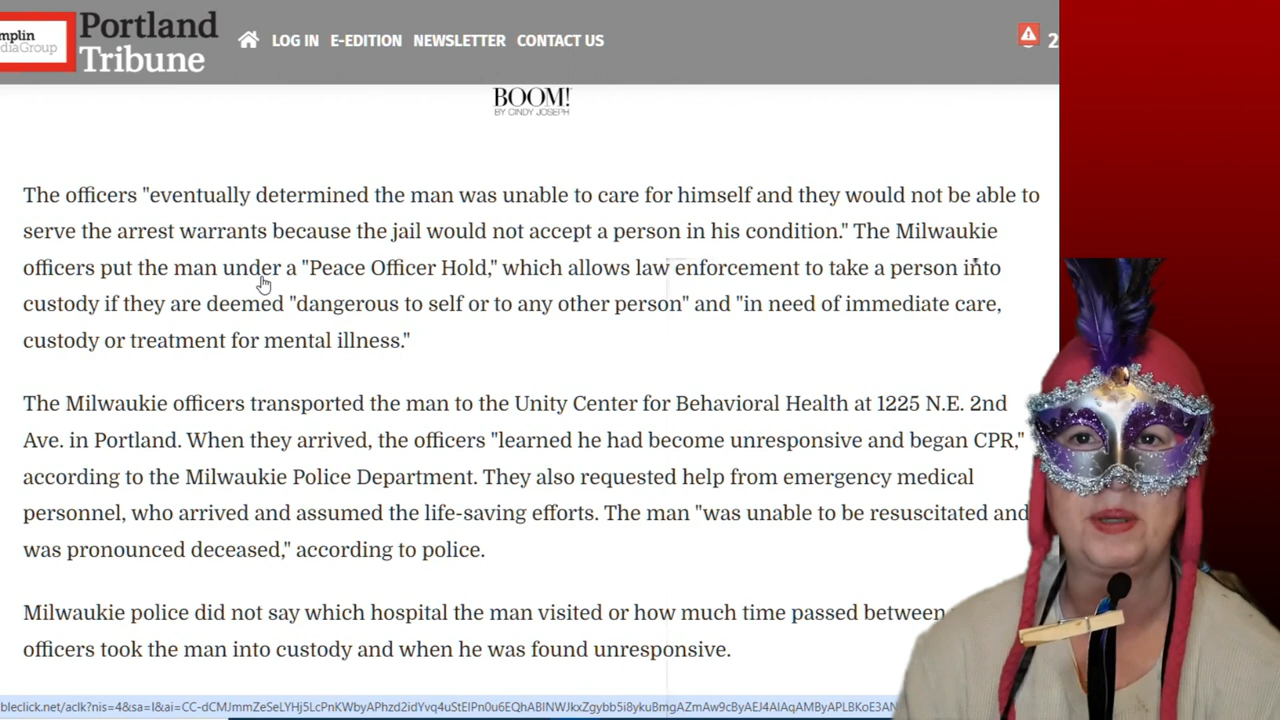 mplin
diaGroup
Portland
Tribune
LOG IN E-EDITION NEWSLETTER CONTACT US
2
BOOM!
BY CINDY JOSEPH
The officers "eventually determined the man was unable to care for himself and they would not be able to
serve the arrest warrants because the jail would not accept a person in his condition." The Milwaukie
officers put the man under a "Peace Officer Hold," which allows law enforcement to take a person into
custody if they are deemed "dangerous to self or to any other person" and "in need of immediate care,
custody or treatment for mental illness."
The Milwaukie officers transported the man to the Unity Center for Behavioral Health at 1225 N.E. 2nd
Ave. in Portland. When they arrived, the officers "learned he had become unresponsive and began CPR,"
according to the Milwaukie Police Department. They also requested help from emergency medical
personnel, who arrived and assumed the life-saving efforts. The man "was unable to be resuscitated and
was pronounced deceased," according to police.
Milwaukie police did not say which hospital the man visited or how much time passed between
officers took the man into custody and when he was found unresponsive.